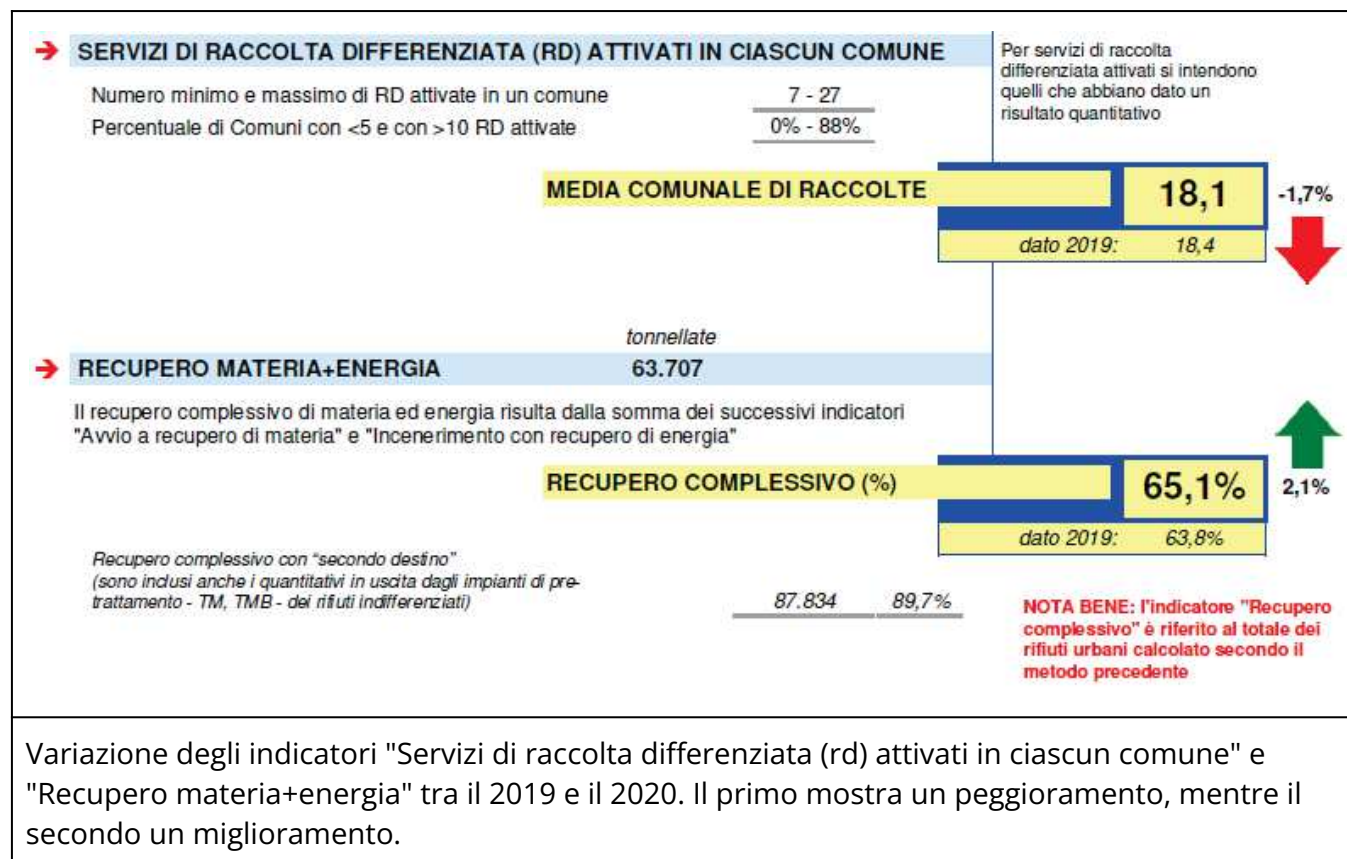 SERVIZI DI RACCOLTA DIFFERENZIATA (RD) ATTIVATI IN CIASCUN COMUNE
Per servizi di raccolta
differenziata attivati si intendono
quelli che abbiano dato un
risultato quantitativo
Numero minimo e massimo di RD attivate in un comune 7 - 27
Percentuale di Comuni con <5 e con >10 RD attivate 0% - 88%
MEDIA COMUNALE DI RACCOLTE 18,1 -1,7%
dato 2019: 18,4
tonnellate
RECUPERO MATERIA+ENERGIA 63.707
Il recupero complessivo di materia ed energia risulta dalla somma dei successivi indicatori
"Avvio a recupero di materia" e "Incenerimento con recupero di energia"
RECUPERO COMPLESSIVO (%) 65,1% 2,1%
dato 2019: 63,8%
Recupero complessivo con "secondo destino"
(sono inclusi anche i quantitativi in uscita dagli impianti di pre-
trattamento - TM, TMB - dei rifiuti indifferenziati) 87.834 89,7%
NOTA BENE: l'indicatore "Recupero
complessivo" è riferito al totale dei
rifiuti urbani calcolato secondo il
metodo precedente
Variazione degli indicatori "Servizi di raccolta differenziata (rd) attivati in ciascun comune" e
"Recupero materia+energia" tra il 2019 e il 2020. Il primo mostra un peggioramento, mentre il
secondo un miglioramento.